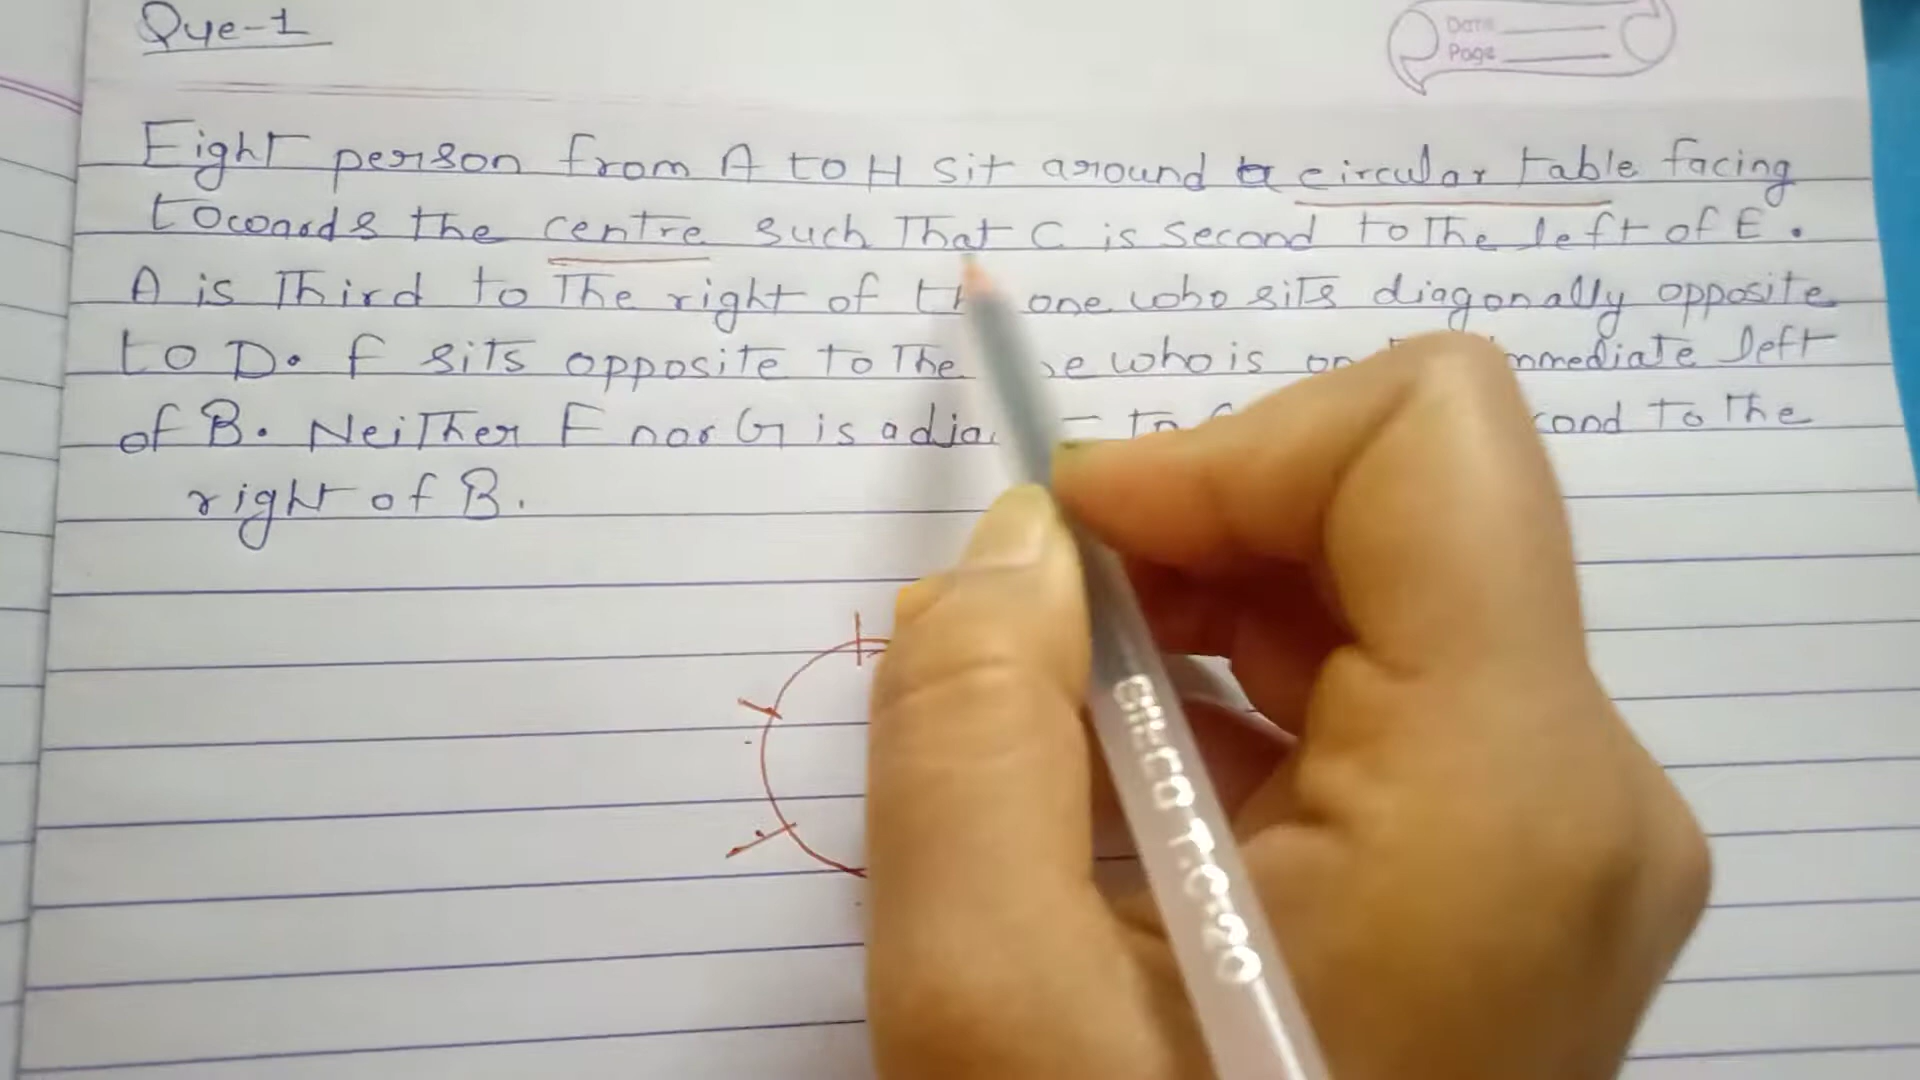 Que-1
Date
Page
Eight person from A to H sit around a circular table facing
towards the centre such that C is second to the left of E.
A is Third to The right of one who sits diagonally opposite
to D. F sits opposite to The who is immediate left
of B. Neither F nor G is to The
right of B.